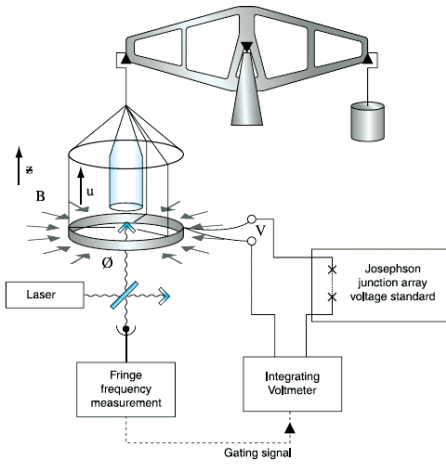 z
B
u
V
Ø
Laser
Josephson
junction array
voltage standard
Fringe
frequency
measurement
Integrating
Voltmeter
Gating signal